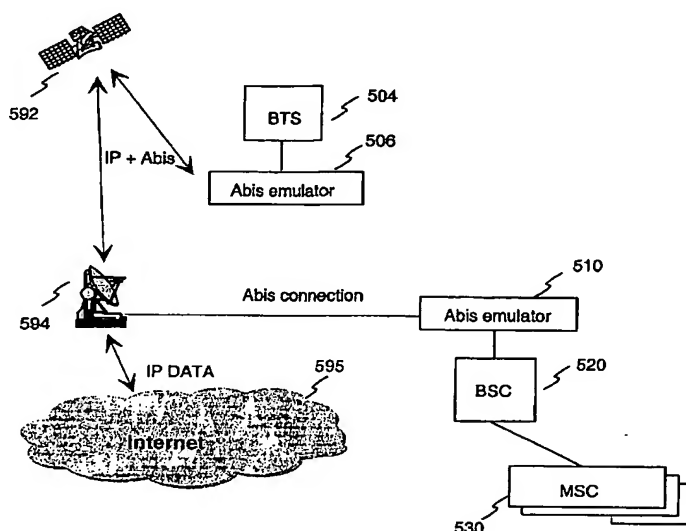 592
504
BTS
506
IP + Abis
Abis emulator
510
594
Abis connection
Abis emulator
IP DATA
595
520
BSC
Internet
MSC
530